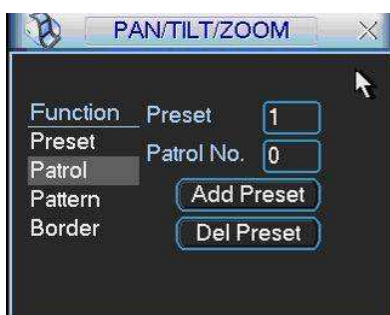 PAN/TILT/ZOOM
Function
Preset
Patrol
Pattern
Border
Preset 1
Patrol No. 0
Add Preset
Del Preset